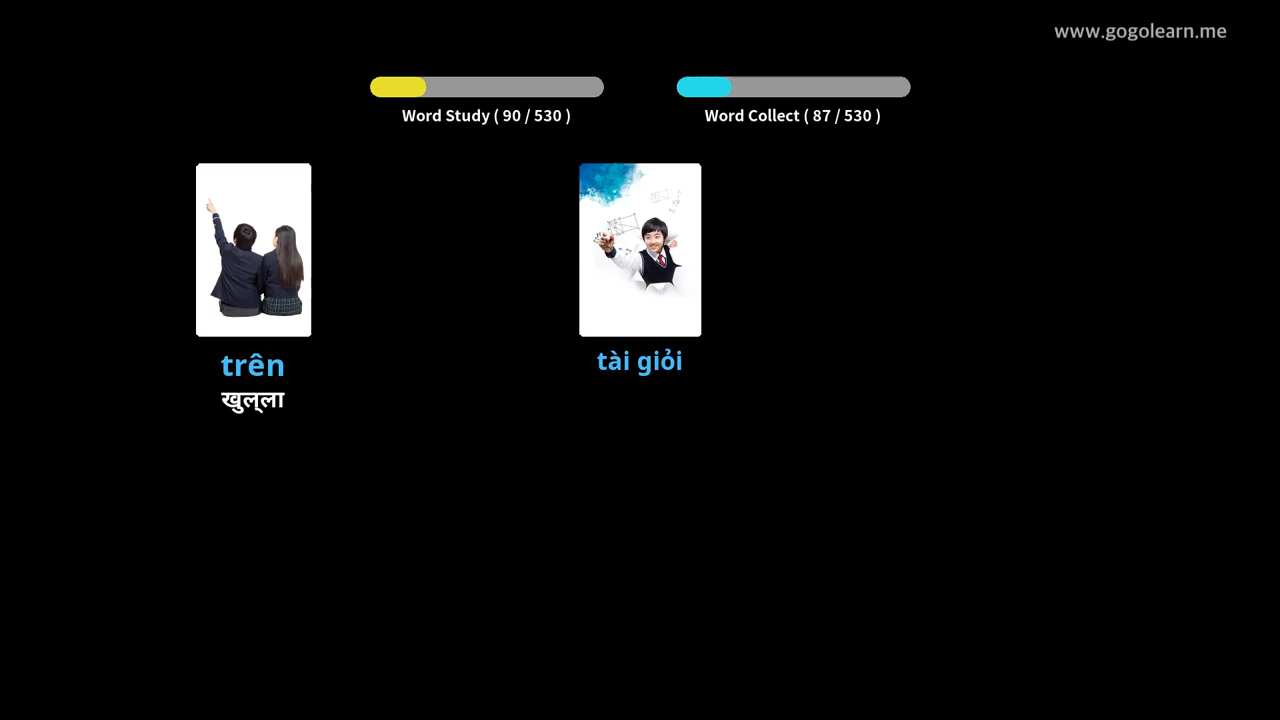 www.gogolearn.me
Word Study ( 90 / 530 )
Word Collect ( 87 / 530 )
trên
खुल्ला
tài giỏi